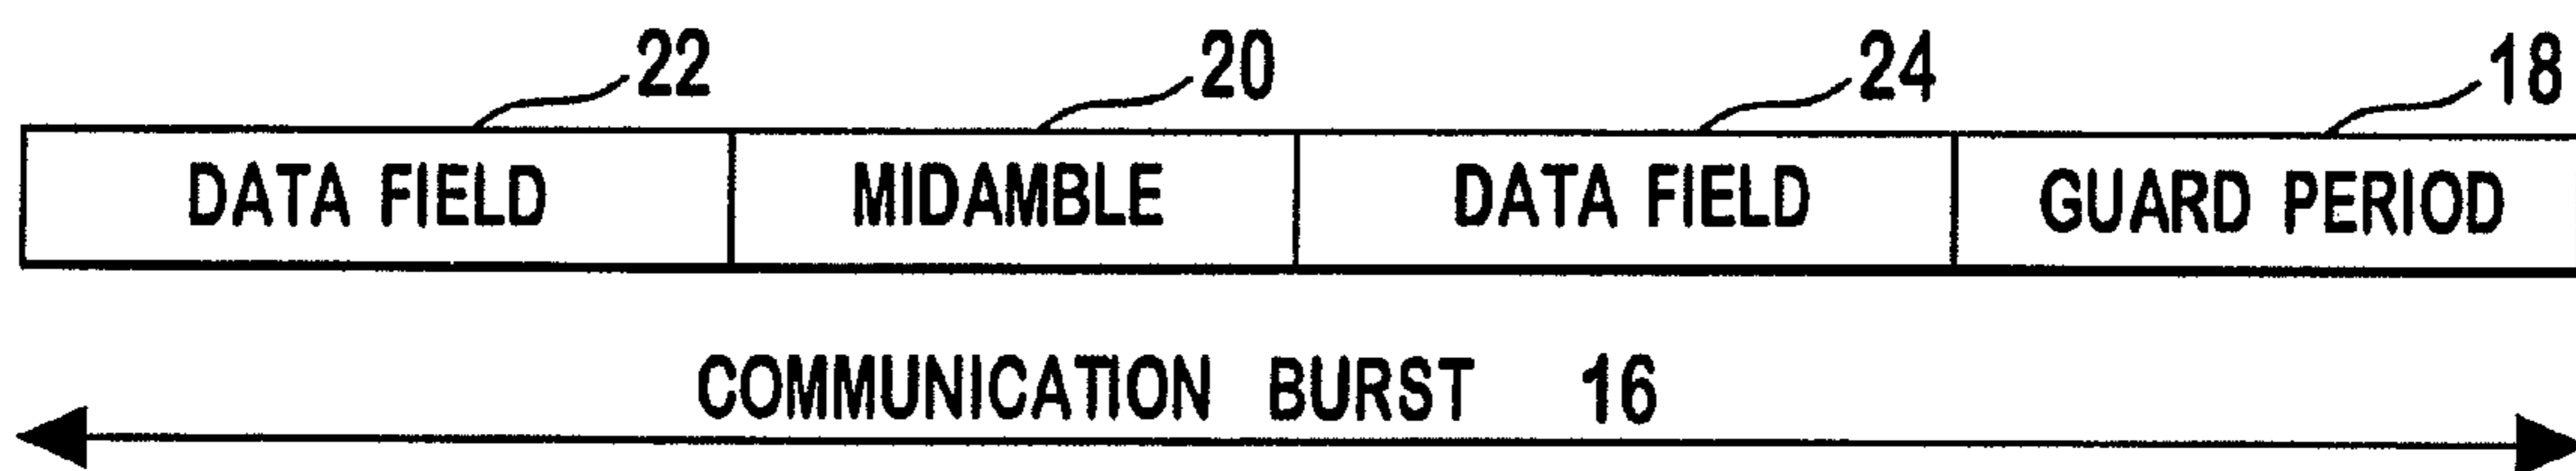 22 20 24 18
DATA FIELD MIDAMBLE DATA FIELD GUARD PERIOD
COMMUNICATION BURST 16